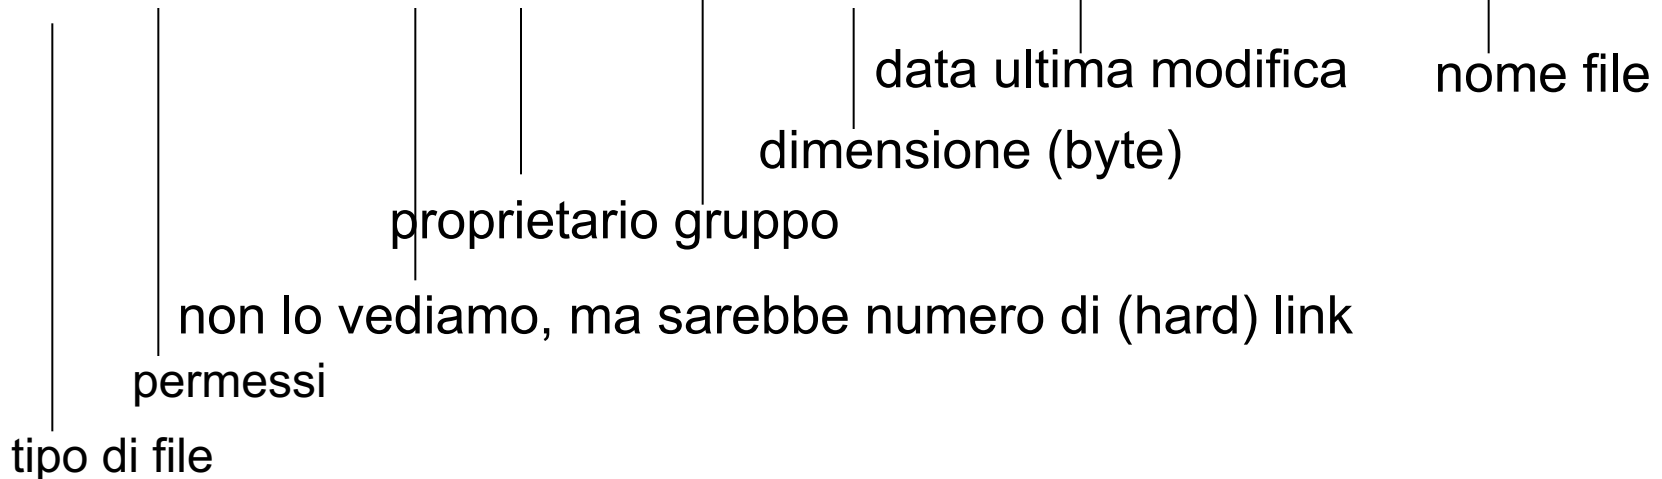 data ultima modifica nome file
dimensione (byte)
proprietario gruppo
non lo vediamo, ma sarebbe numero di (hard) link
permessi
tipo di file